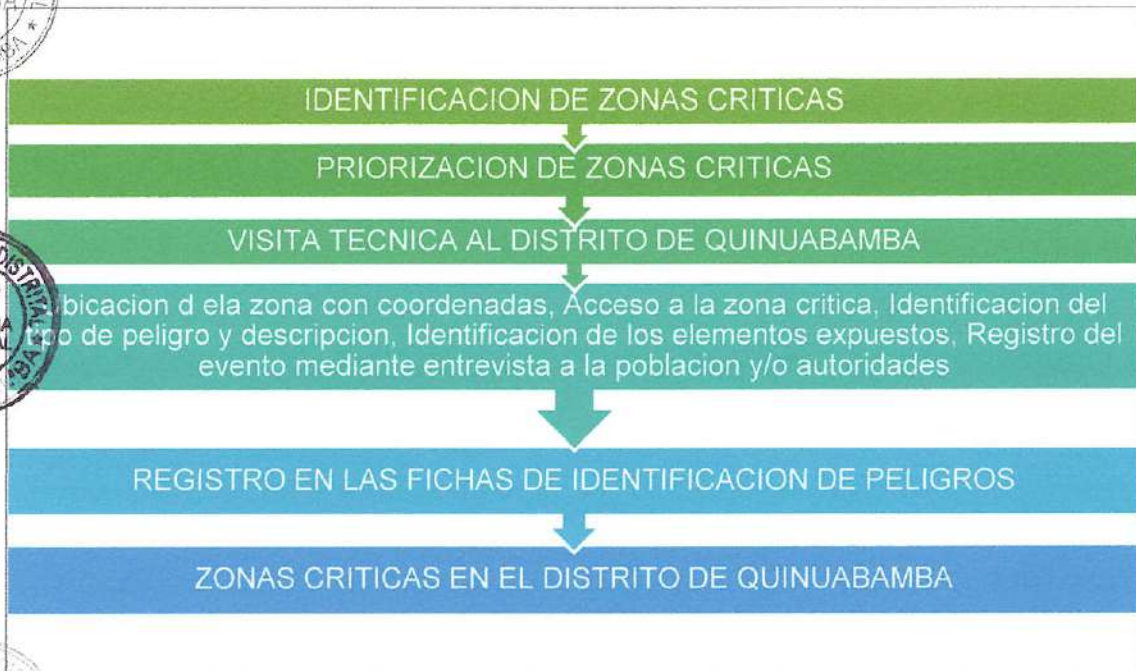 IDENTIFICACION DE ZONAS CRITICAS
PRIORIZACION DE ZONAS CRITICAS
VISITA TECNICA AL DISTRITO DE QUINUABAMBA
bicacion d ela zona con coordenadas, Acceso a la zona critica, Identificacion del
po de peligro y descripcion, Identificacion de los elementos expuestos, Registro del
evento mediante entrevista a la poblacion y/o autoridades
REGISTRO EN LAS FICHAS DE IDENTIFICACION DE PELIGROS
ZONAS CRITICAS EN EL DISTRITO DE QUINUABAMBA
DISTRITAL